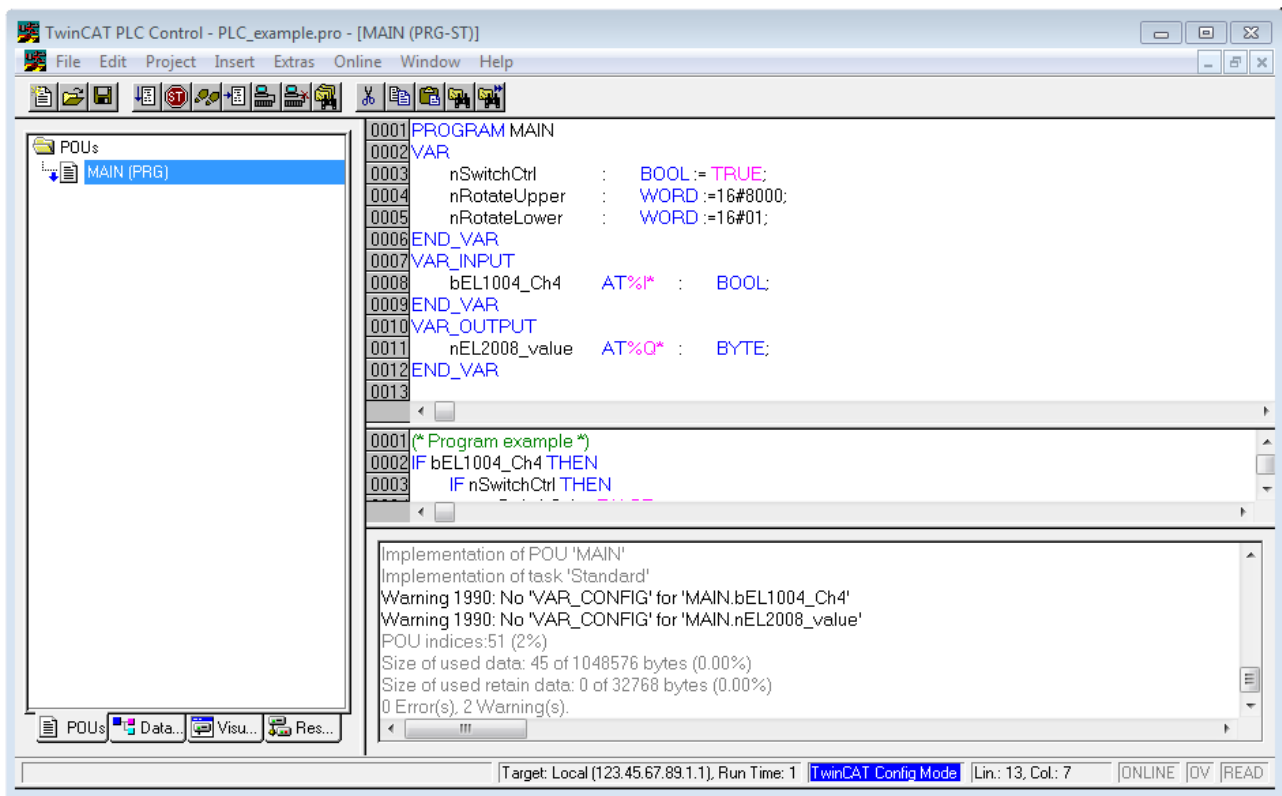 TwinCAT PLC Control - PLC_example.pro - [MAIN (PRG-ST)]
File Edit Project Insert Extras Online Window Help
POUs
MAIN (PRG)
0001 PROGRAM MAIN
0002 VAR
0003 nSwitchCtrl : BOOL := TRUE;
0004 nRotateUpper : WORD :=16#8000;
0005 nRotateLower : WORD :=16#01;
0006 END_VAR
0007 VAR_INPUT
0008 bEL1004_Ch4 AT%I* : BOOL;
0009 END_VAR
0010 VAR_OUTPUT
0011 nEL2008_value AT%Q* : BYTE;
0012 END_VAR
0013
0001 (* Program example *)
0002 IF bEL1004_Ch4 THEN
0003 IF nSwitchCtrl THEN
Implementation of POU 'MAIN'
Implementation of task 'Standard'
Warning 1990: No 'VAR_CONFIG' for 'MAIN.bEL1004_Ch4'
Warning 1990: No 'VAR_CONFIG' for 'MAIN.nEL2008_value'
POU indices:51 (2%)
Size of used data: 45 of 1048576 bytes (0.00%)
Size of used retain data: 0 of 32768 bytes (0.00%)
0 Error(s), 2 Warning(s).
POUs Data... Visu... Res...
Target: Local (123.45.67.89.1.1), Run Time: 1 TwinCAT Config Mode Lin.: 13, Col.: 7 ONLINE OV READ